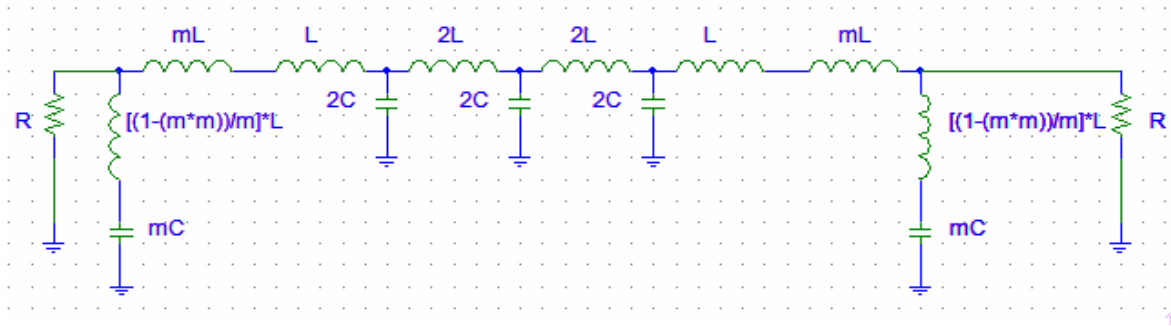 mL L 2L 2L L mL
R [(1-(m*m))/m]*L 2C 2C 2C [(1-(m*m))/m]*L R
mC mC